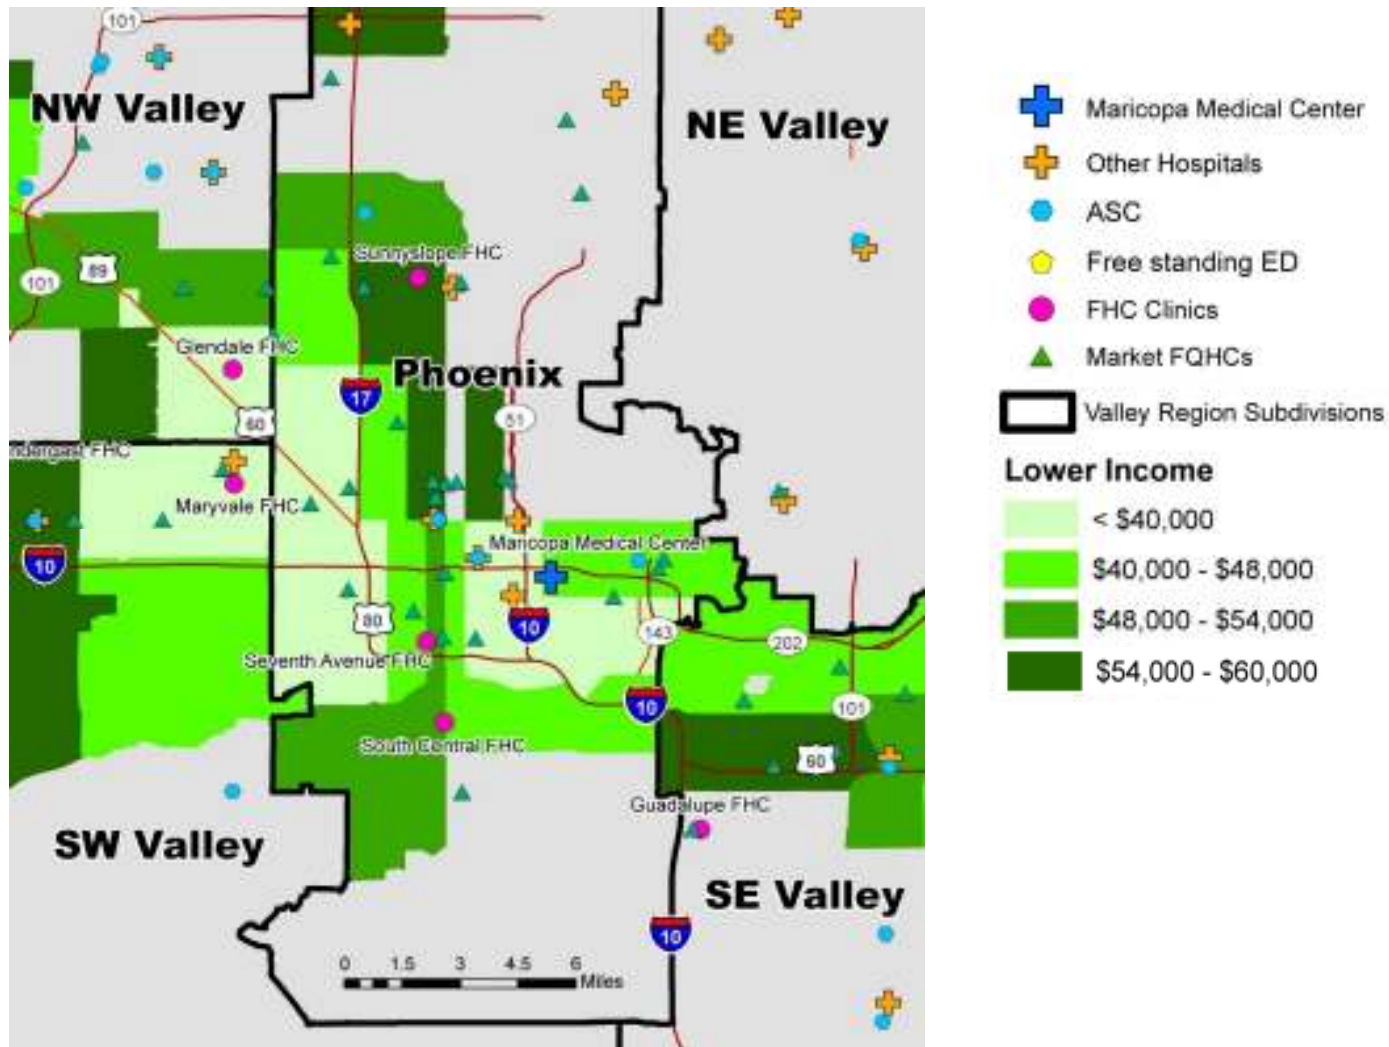 101
NW Valley
NE Valley
Sunnyslope FHC
89
101
Glendale FHC
Phoenix
17
60
51
ndergast FHC
Maryvale FHC
Maricopa Medical Center
10
80
10
143
202
Seventh Avenue FHC
10
101
South Central FHC
60
Guadalupe FHC
SW Valley
SE Valley
10
0 1.5 3 4.5 6
Miles
Maricopa Medical Center
Other Hospitals
ASC
Free standing ED
FHC Clinics
Market FQHCs
Valley Region Subdivisions
Lower Income
< $40,000
$40,000 - $48,000
$48,000 - $54,000
$54,000 - $60,000